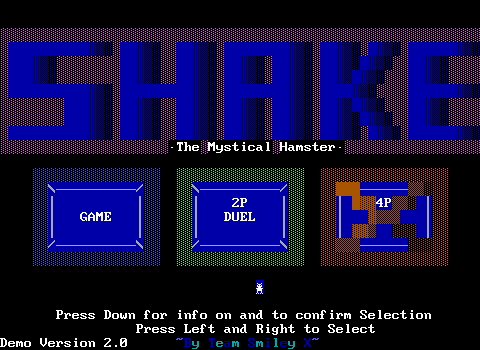 SHAKE
-The Mystical Hamster-
GAME
2P
DUEL
4P
Press Down for info on and to confirm Selection
Press Left and Right to Select
Demo Version 2.0
~By Team Smiley X~